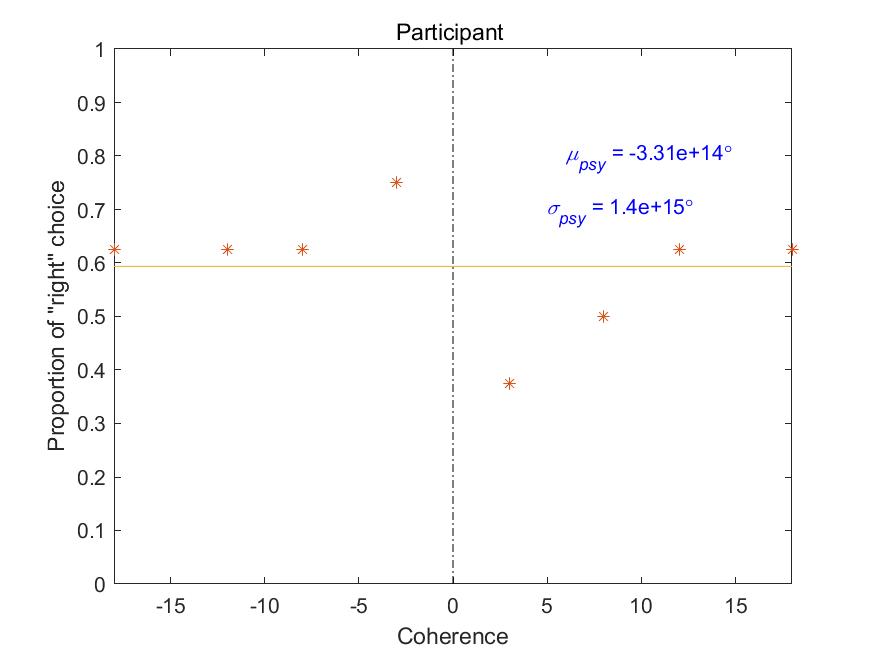 Participant
1
0.9
0.8
0.7
0.6
0.5
0.4
0.3
0.2
0.1
0
Proportion of "right" choice
μpsy = -3.31e+14°
σpsy = 1.4e+15°
-15 -10 -5 0 5 10 15
Coherence